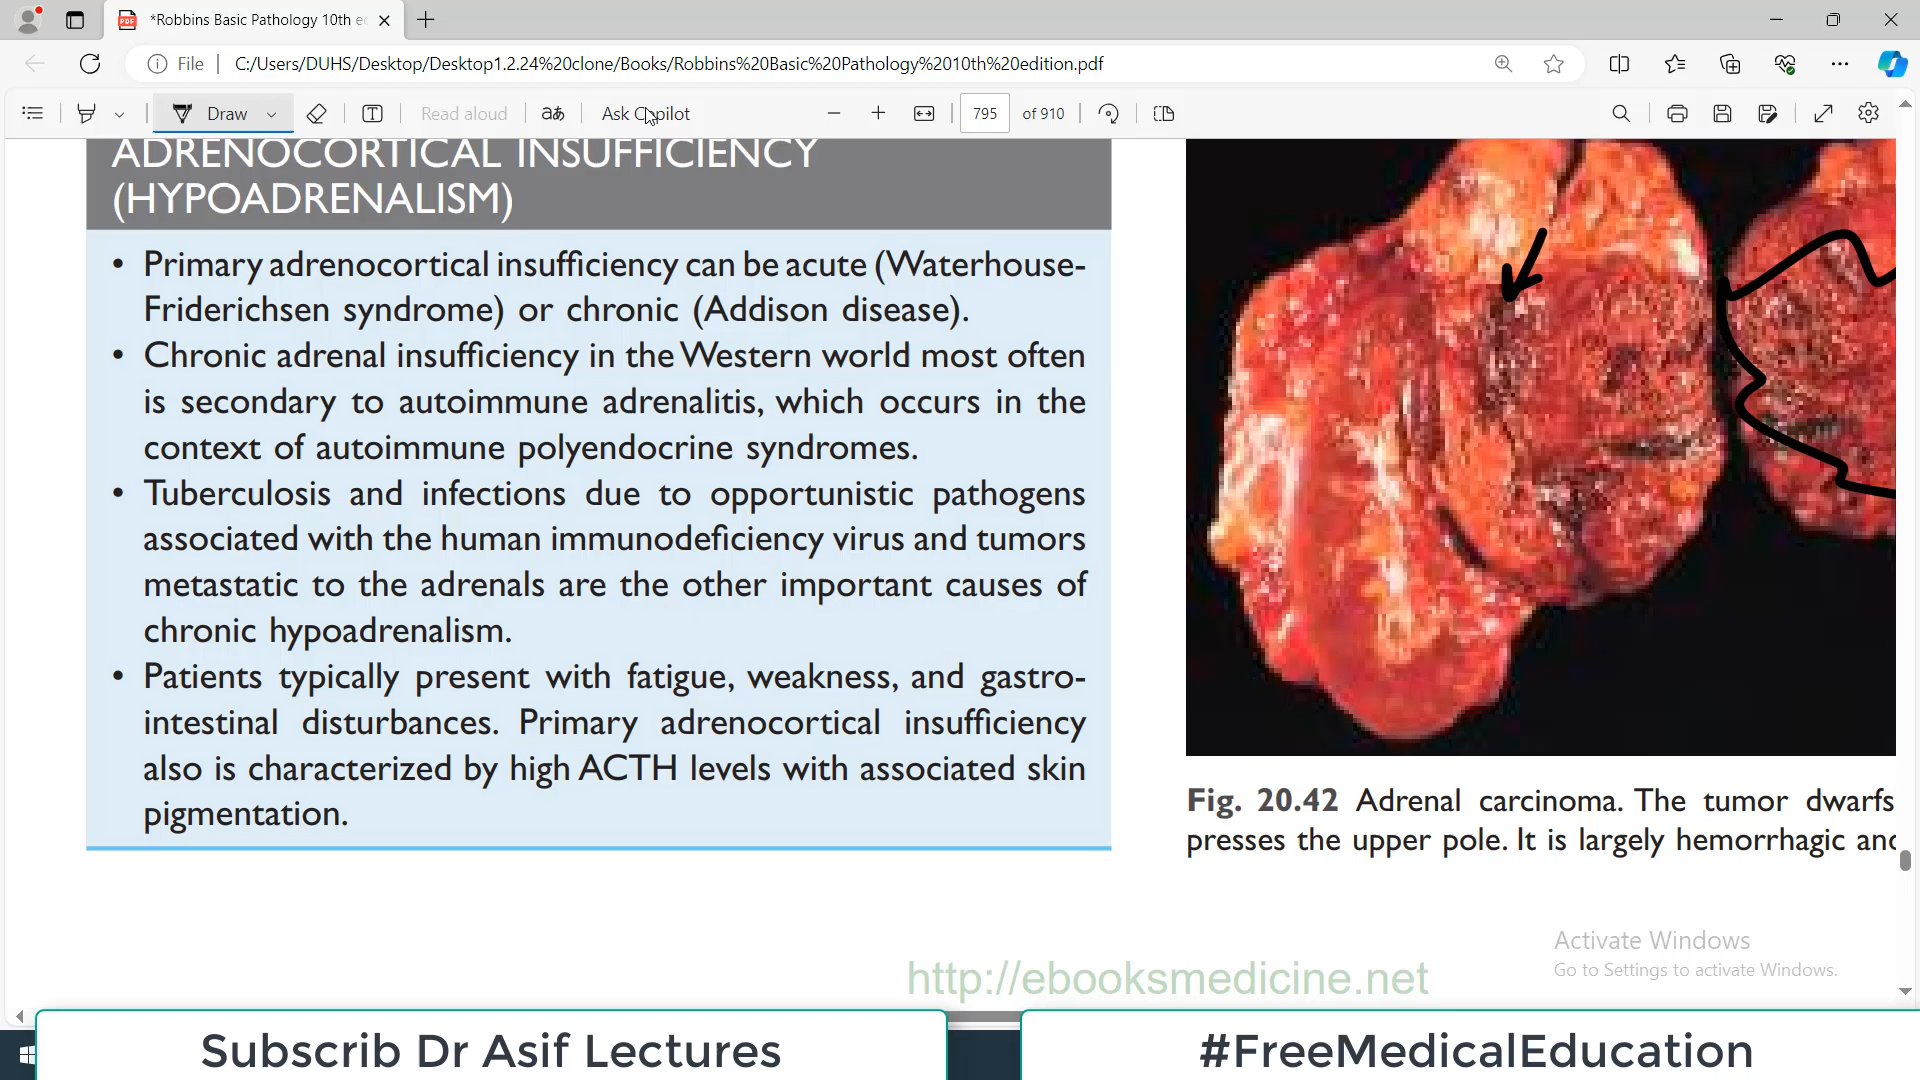 *Robbins Basic Pathology 10th e
File
C:/Users/DUHS/Desktop/Desktop1.2.24%20clone/Books/Robbins%20Basic%20Pathology%2010th%20edition.pdf
Draw
Read aloud
aあ
Ask Copilot
795
of 910
ADRENOCORTICAL INSUFFICIENCY
(HYPOADRENALISM)
• Primary adrenocortical insufficiency can be acute (Waterhouse-
Friderichsen syndrome) or chronic (Addison disease).
• Chronic adrenal insufficiency in the Western world most often
is secondary to autoimmune adrenalitis, which occurs in the
context of autoimmune polyendocrine syndromes.
• Tuberculosis and infections due to opportunistic pathogens
associated with the human immunodeficiency virus and tumors
metastatic to the adrenals are the other important causes of
chronic hypoadrenalism.
• Patients typically present with fatigue, weakness, and gastro-
intestinal disturbances. Primary adrenocortical insufficiency
also is characterized by high ACTH levels with associated skin
pigmentation.
Fig. 20.42 Adrenal carcinoma. The tumor dwarfs
presses the upper pole. It is largely hemorrhagic and
Activate Windows
Go to Settings to activate Windows.
http://ebooksmedicine.net
Subscrib Dr Asif Lectures
#FreeMedicalEducation